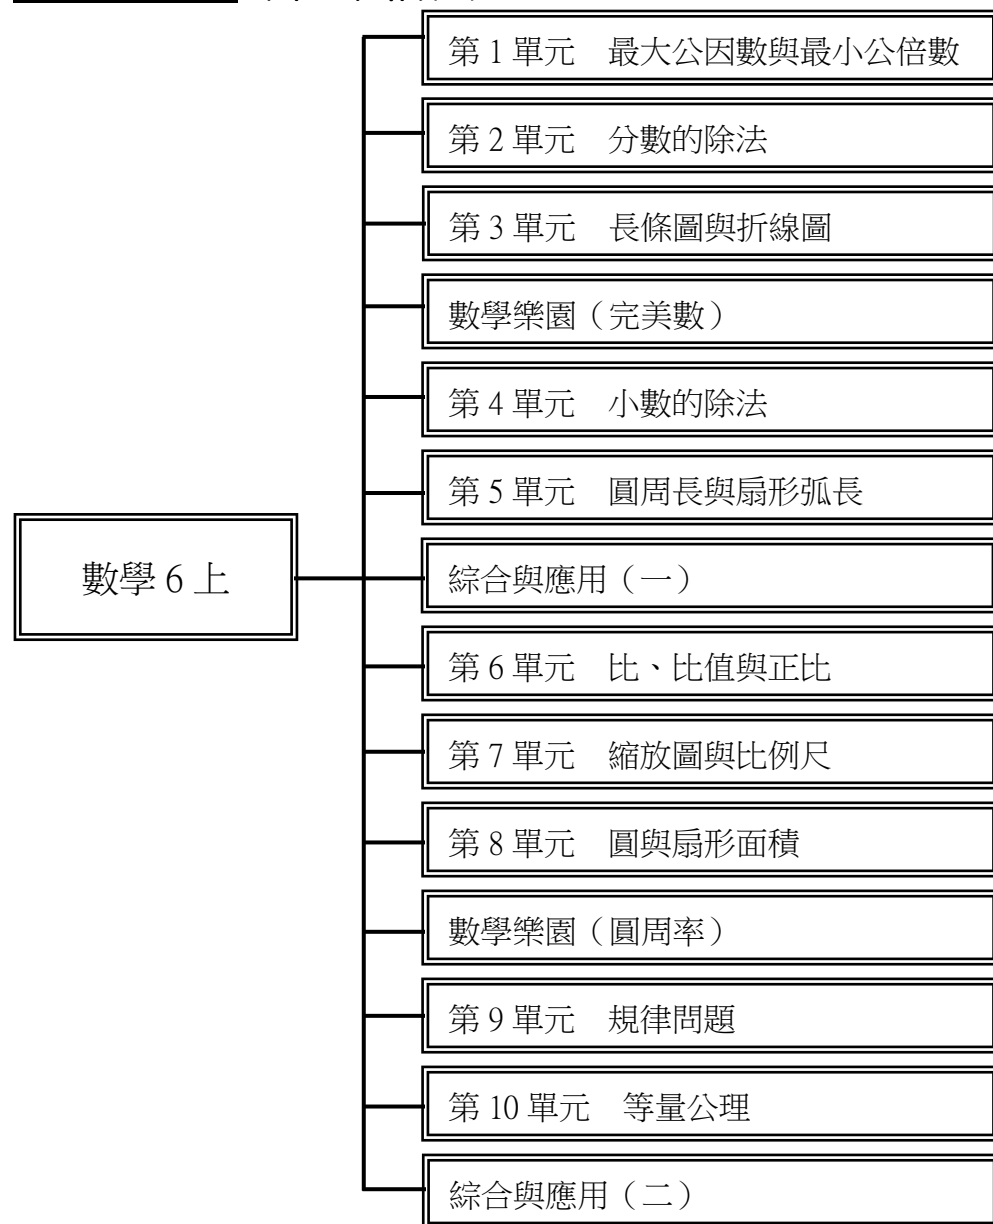 第 1 單元　最大公因數與最小公倍數
第 2 單元　分數的除法
第 3 單元　長條圖與折線圖
數學樂園（完美數）
第 4 單元　小數的除法
第 5 單元　圓周長與扇形弧長
數學 6 上
綜合與應用（一）
第 6 單元　比、比值與正比
第 7 單元　縮放圖與比例尺
第 8 單元　圓與扇形面積
數學樂園（圓周率）
第 9 單元　規律問題
第 10 單元　等量公理
綜合與應用（二）